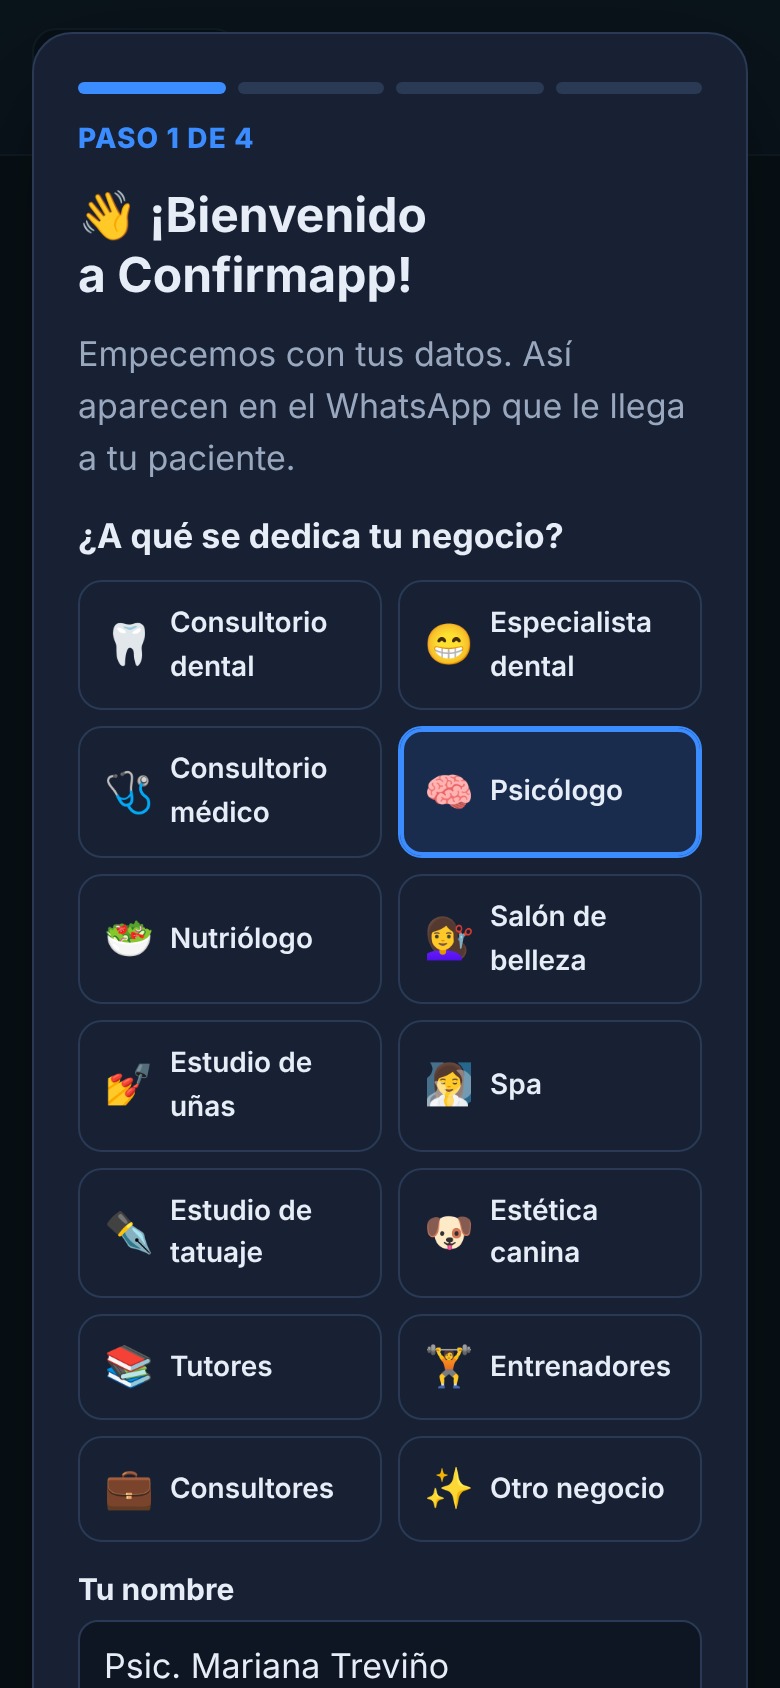 PASO 1 DE 4
👋 ¡Bienvenido
a Confirmapp!
Empecemos con tus datos. Así
aparecen en el WhatsApp que le llega
a tu paciente.
¿A qué se dedica tu negocio?
Consultorio
dental
Especialista
dental
Consultorio
médico
Psicólogo
Nutriólogo
Salón de
belleza
Estudio de
uñas
Spa
Estudio de
tatuaje
Estética
canina
Tutores
Entrenadores
Consultores
Otro negocio
Tu nombre
Psic. Mariana Treviño